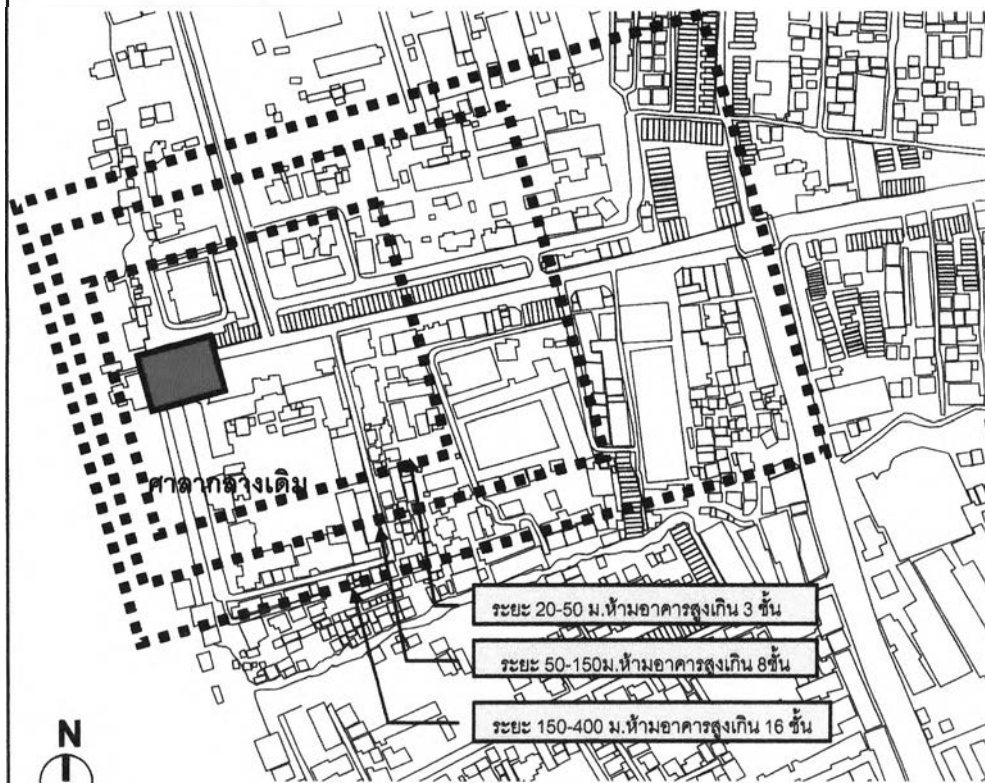 ศาลากลางเดิม
ระยะ 20-50 ม.ห้ามอาคารสูงเกิน 3 ชั้น
ระยะ 50-150ม.ห้ามอาคารสูงเกิน 8ชั้น
ระยะ 150-400 ม.ห้ามอาคารสูงเกิน 16 ชั้น
N